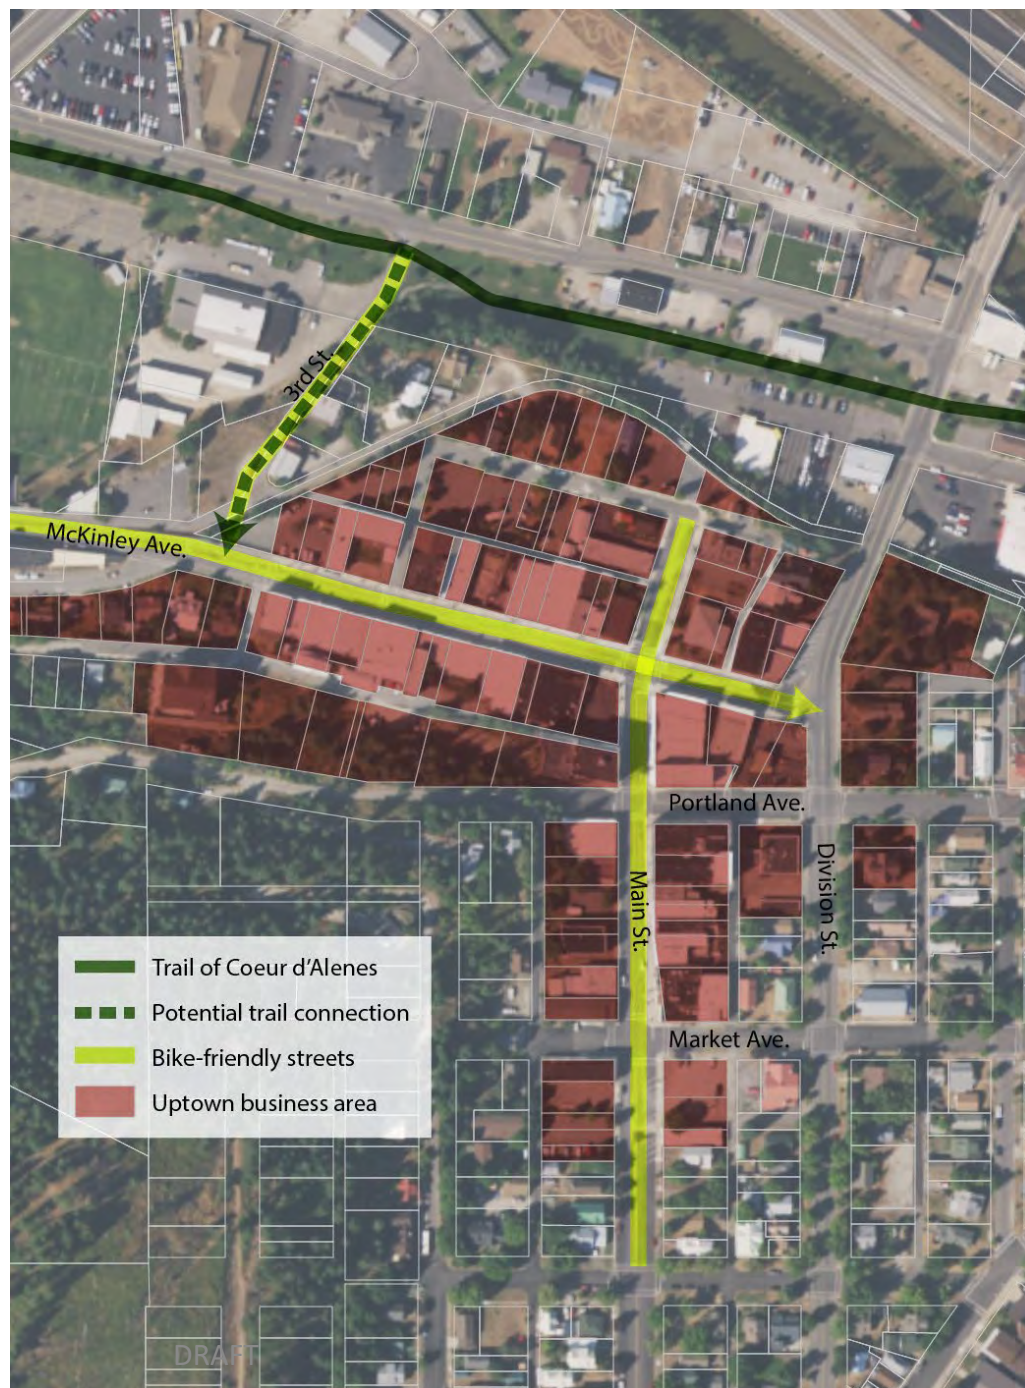 3rd St.
McKinley Ave.
Portland Ave.
Division St.
Main St.
Trail of Coeur d'Alenes
Potential trail connection
Bike-friendly streets
Uptown business area
Market Ave.
DRAFT